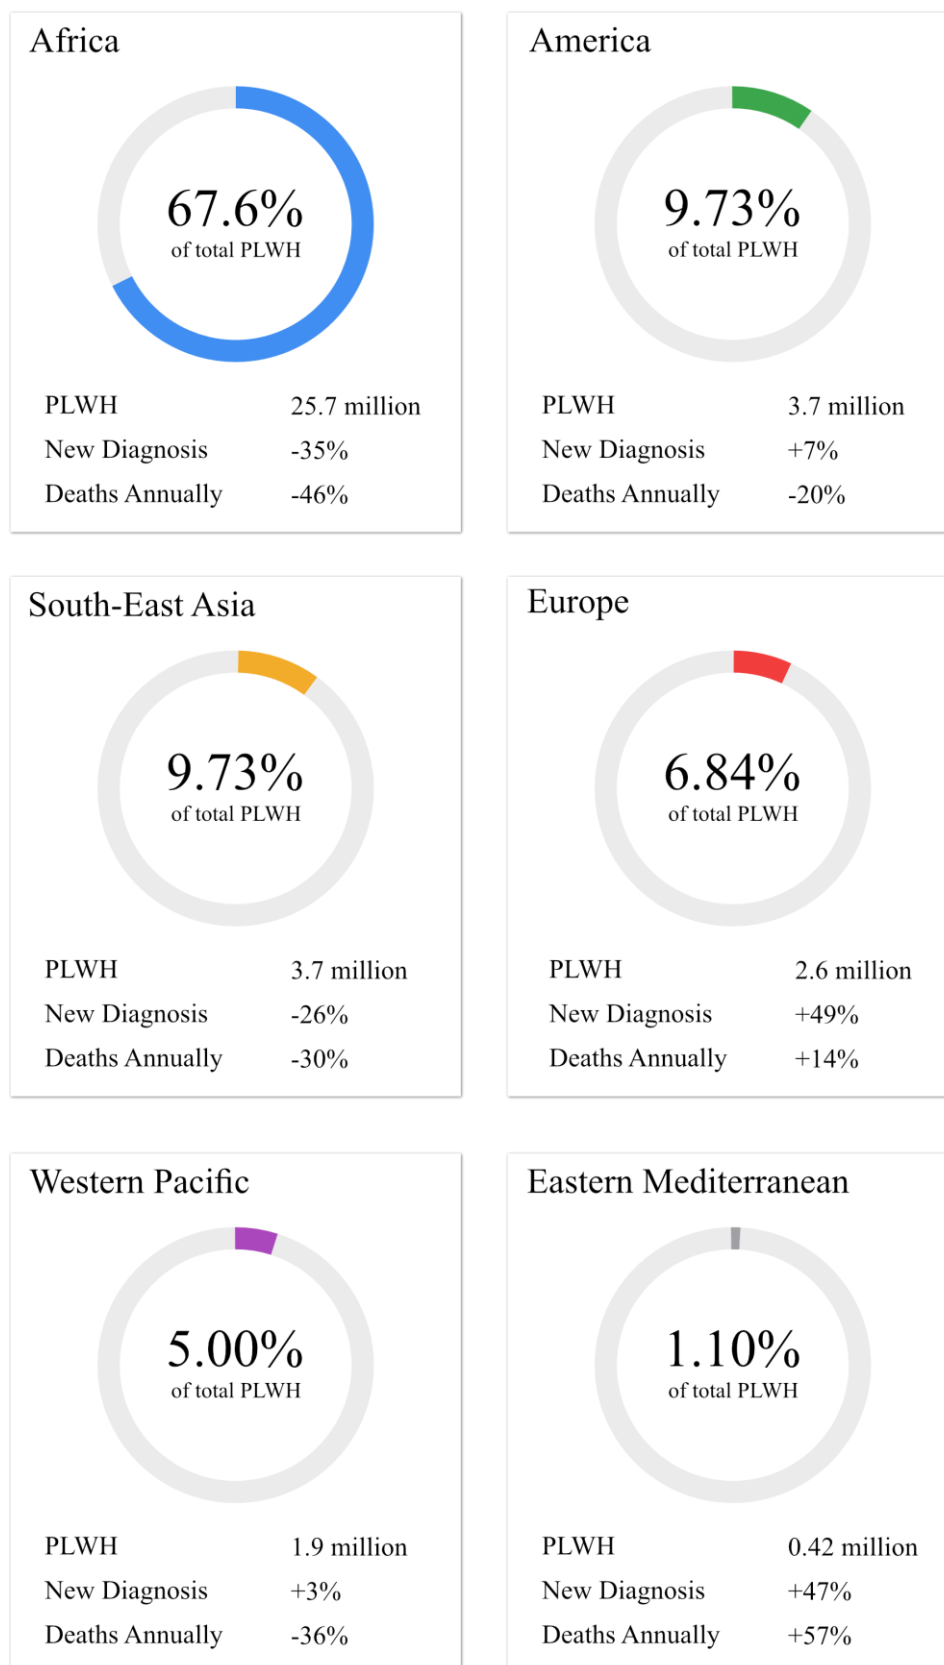 Africa
67.6%
of total PLWH
PLWH 25.7 million
New Diagnosis -35%
Deaths Annually -46%
America
9.73%
of total PLWH
PLWH 3.7 million
New Diagnosis +7%
Deaths Annually -20%
South-East Asia
9.73%
of total PLWH
PLWH 3.7 million
New Diagnosis -26%
Deaths Annually -30%
Europe
6.84%
of total PLWH
PLWH 2.6 million
New Diagnosis +49%
Deaths Annually +14%
Western Pacific
5.00%
of total PLWH
PLWH 1.9 million
New Diagnosis +3%
Deaths Annually -36%
Eastern Mediterranean
1.10%
of total PLWH
PLWH 0.42 million
New Diagnosis +47%
Deaths Annually +57%